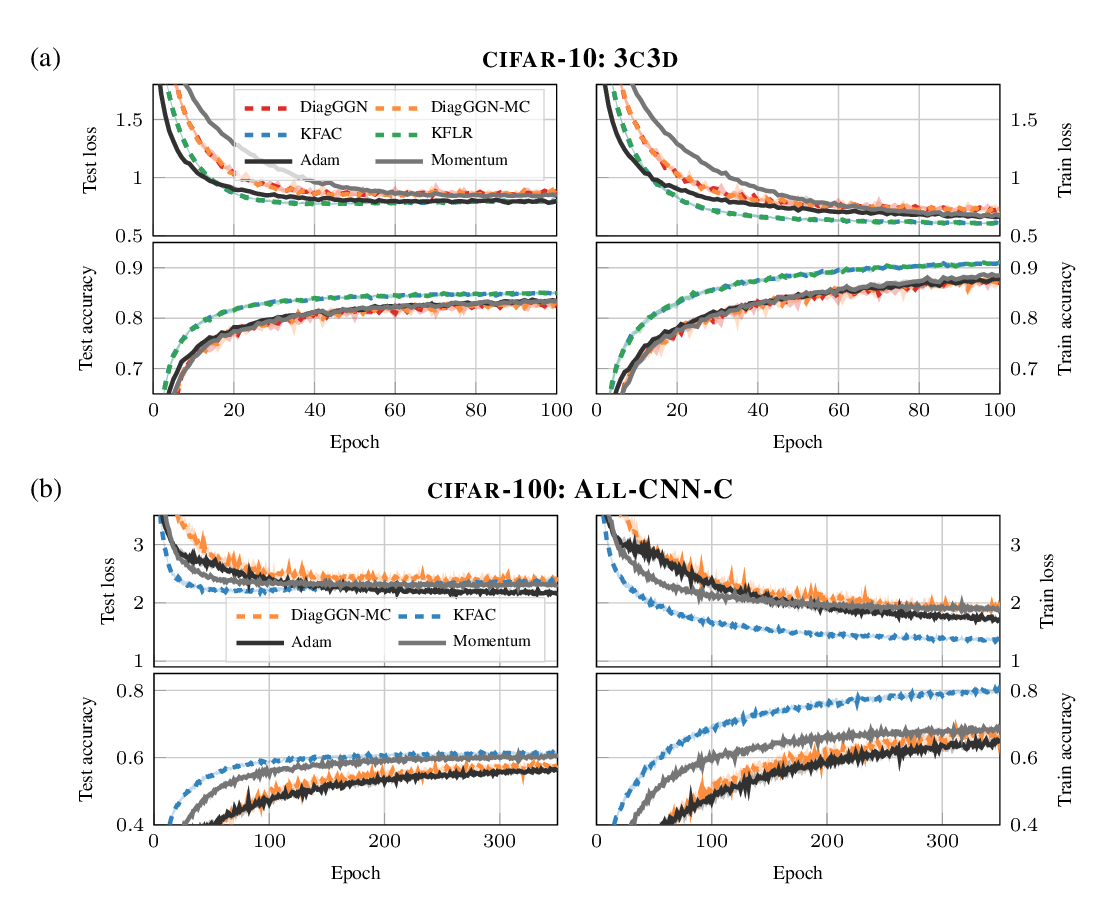 (a)
CIFAR-10: 3C3D
Test loss
1.5
1
0.5
DiagGGN
DiagGGN-MC
KFAC
KFLR
Adam
Momentum
1.5
1
0.5
Train loss
Test accuracy
0.9
0.8
0.7
0 20 40 60 80 100
Epoch
0.9
0.8
0.7
Train accuracy
0 20 40 60 80 100
Epoch
(b)
CIFAR-100: ALL-CNN-C
Test loss
3
2
1
DiagGGN-MC
KFAC
Adam
Momentum
3
2
1
Train loss
Test accuracy
0.8
0.6
0.4
0 100 200 300
Epoch
0.8
0.6
0.4
Train accuracy
0 100 200 300
Epoch